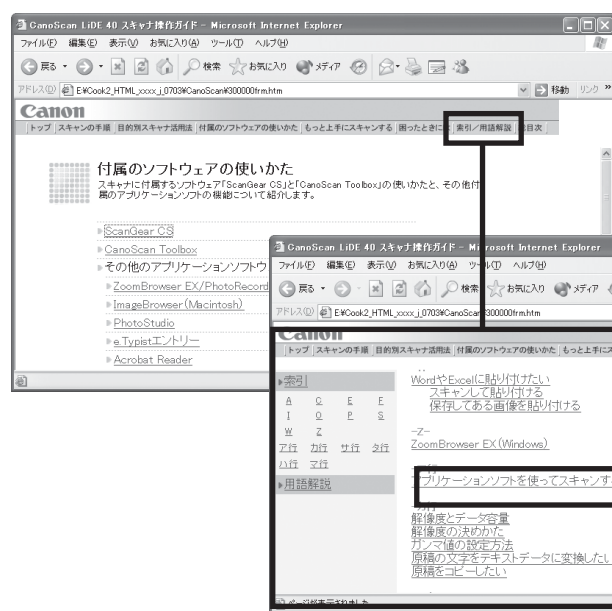 CanoScan LiDE 40 スキャナ操作ガイド - Microsoft Internet Explorer
ファイル(F) 編集(E) 表示(V) お気に入り(A) ツール(T) ヘルプ(H)
戻る 検索 お気に入り メディア
アドレス(D) E:¥Cook2_HTML_xxxx_j_0703¥CanoScan¥300000frm.htm 移動 リンク »
Canon
トップ スキャンの手順 目的別スキャナ活用法 付属のソフトウェアの使いかた もっと上手にスキャンする 困ったときに 索引/用語解説 総目次
付属のソフトウェアの使いかた
スキャナに付属するソフトウェア「ScanGear CS」と「CanoScan Toolbox」の使いかたと、その他付
属のアプリケーションソフトの機能について紹介します。
ScanGear CS
CanoScan Toolbox
その他のアプリケーションソフトウ
ZoomBrowser EX/PhotoRecord
ImageBrowser(Macintosh)
PhotoStudio
e.Typistエントリー
Acrobat Reader
CanoScan LiDE 40 スキャナ操作ガイド - Microsoft Internet Explorer
ファイル(F) 編集(E) 表示(V) お気に入り(A) ツール(T) ヘルプ(H)
戻る 検索 お気に入り メディア
アドレス(D) E:¥Cook2_HTML_xxxx_j_0703¥CanoScan¥300000frm.htm
Canon
トップ スキャンの手順 目的別スキャナ活用法 付属のソフトウェアの使いかた もっと上手にス
索引
A C E F
I O P S
W Z
ア行 カ行 サ行 タ行
ハ行 マ行
用語解説
WordやExcelに貼り付けたい
スキャンして貼り付ける
保存してある画像を貼り付ける
-Z-
ZoomBrowser EX(Windows)
アプリケーションソフトを使ってスキャンす
解像度とデータ容量
解像度の決めかた
ガンマ値の設定方法
原稿の文字をテキストデータに変換したい
原稿をコピーしたい
ページが表示されました